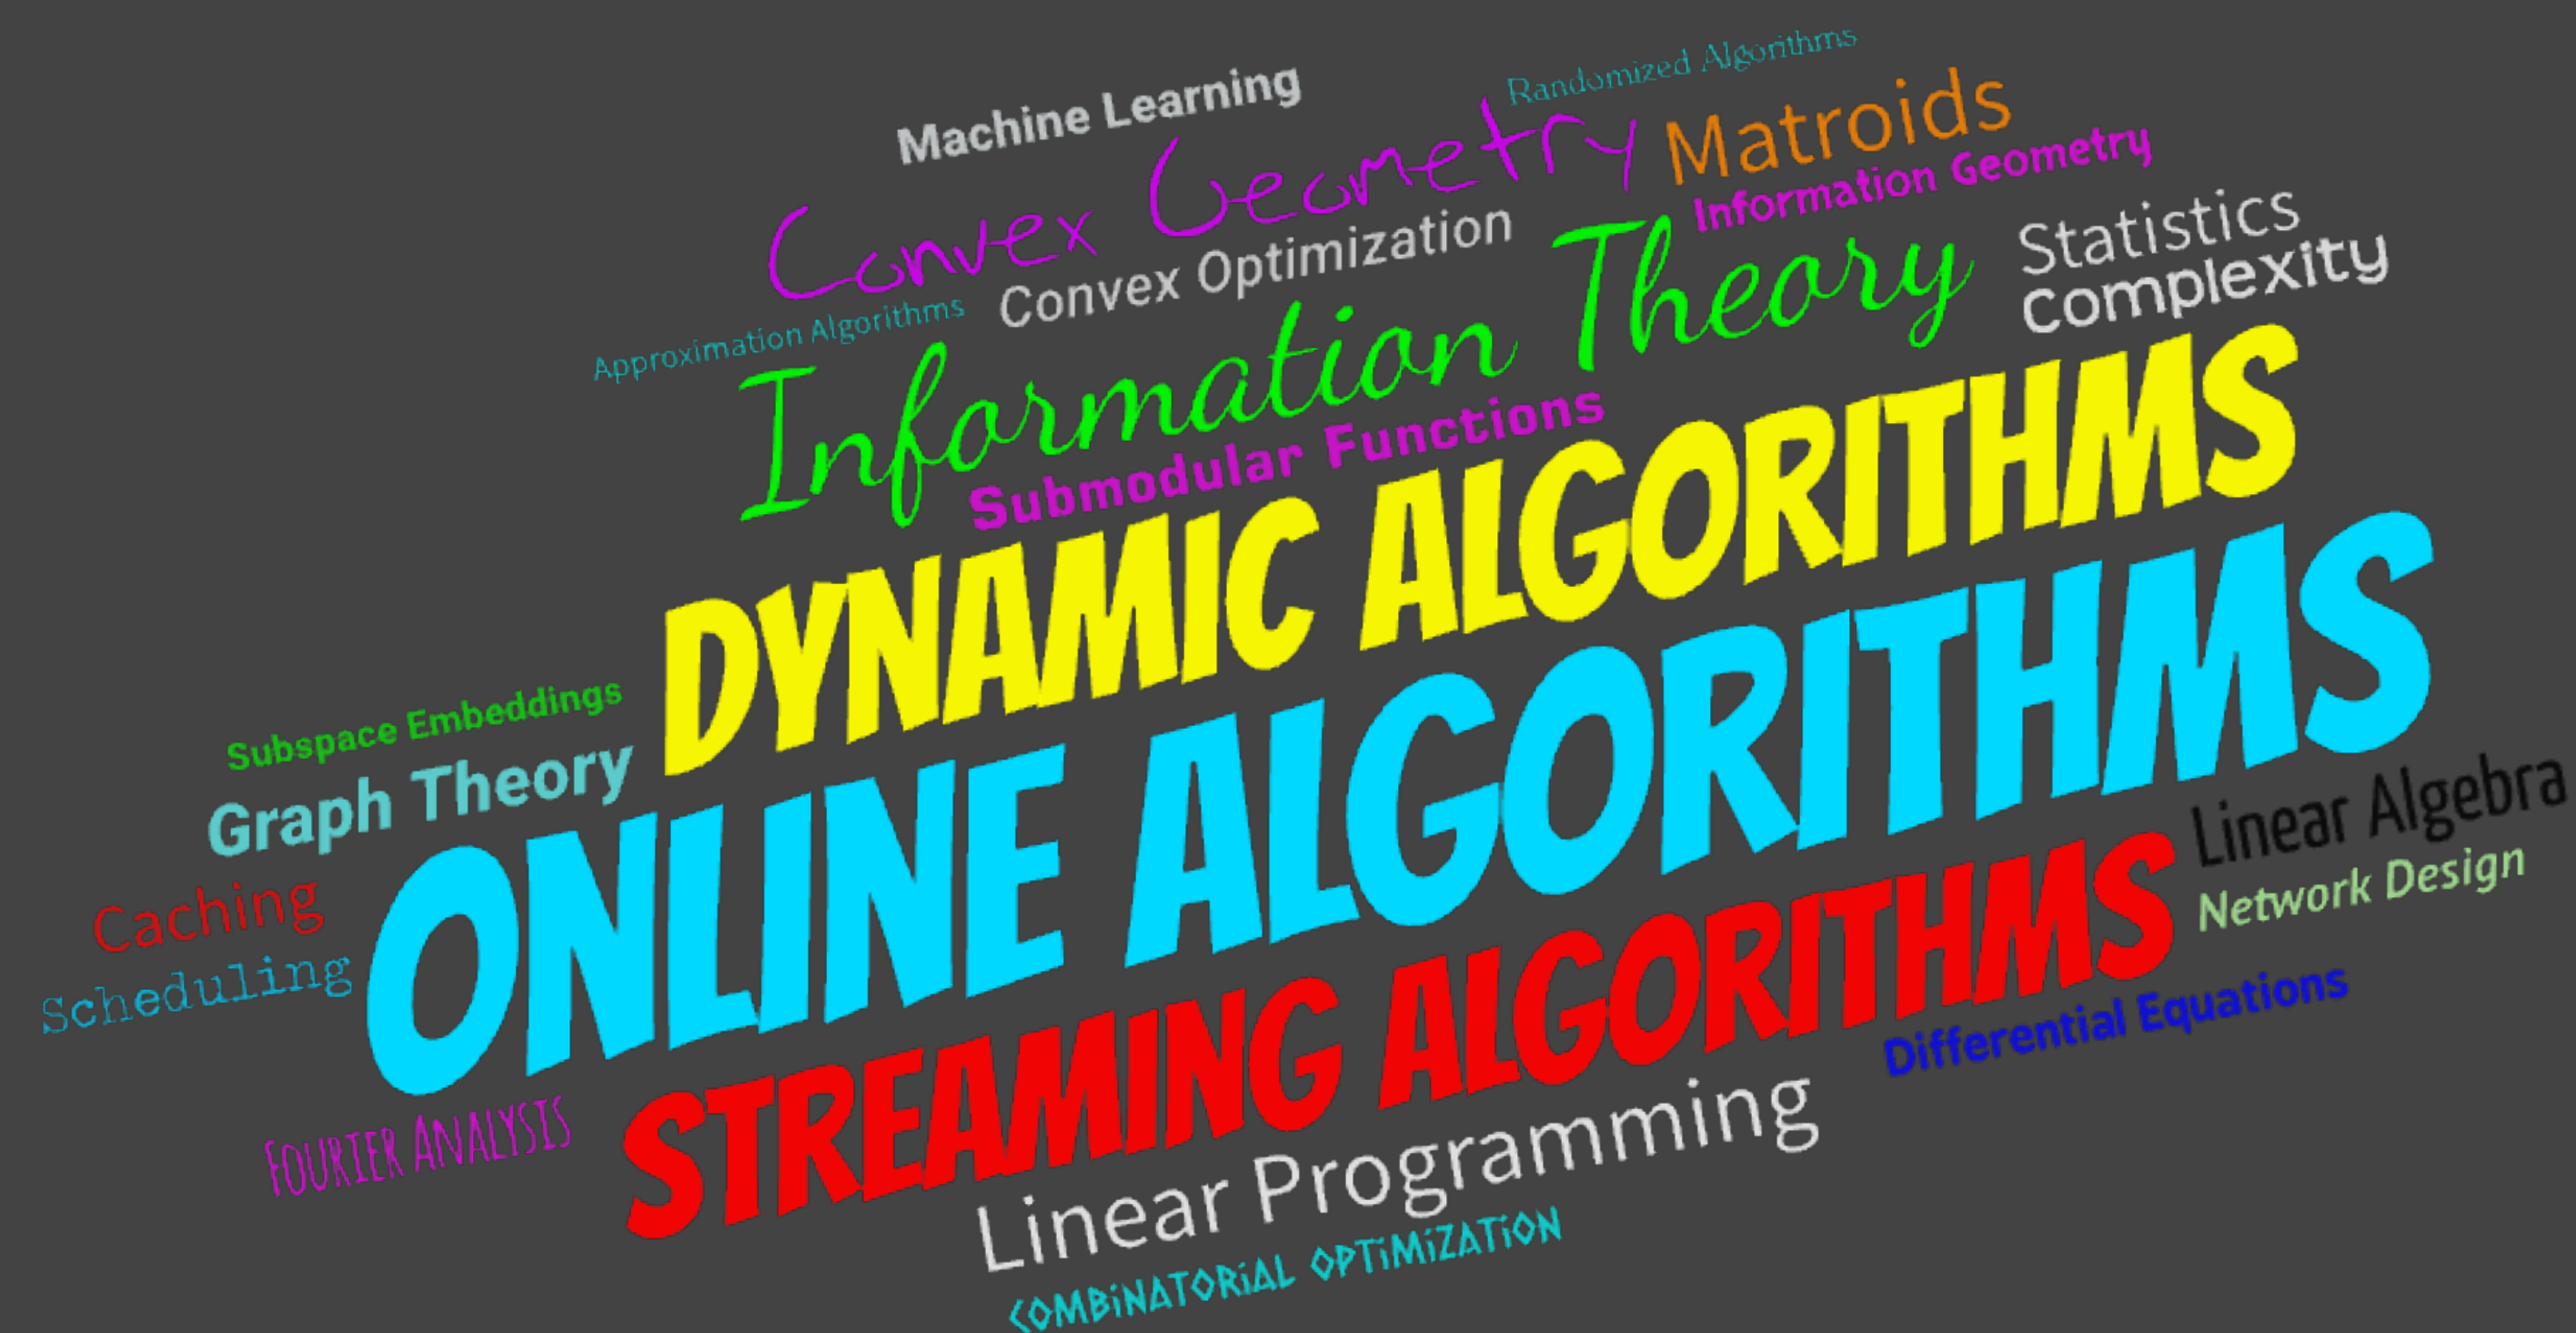 Randomized Algorithms
Machine Learning
Matroids
Convex Geometry
Information Geometry
Statistics
Convex Optimization
Complexity
Approximation Algorithms
Information Theory
Submodular Functions
DYNAMIC ALGORITHMS
Subspace Embeddings
Graph Theory
ONLINE ALGORITHMS
Linear Algebra
Caching
Network Design
Scheduling
STREAMING ALGORITHMS
Differential Equations
FOURIER ANALYSIS
Linear Programming
COMBINATORIAL OPTIMIZATION